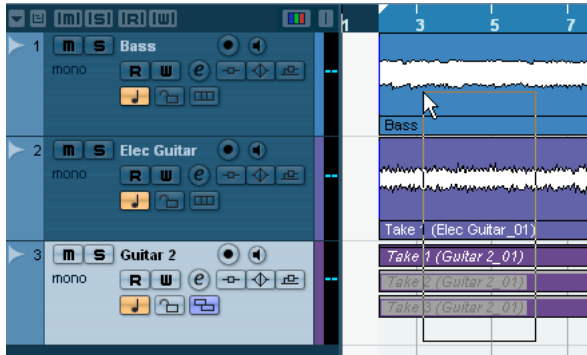 [M] [S] [R] [W] 1 3 5 7
1 m S Bass
mono R W e
Bass
2 m S Elec Guitar
mono R W e
Take 1 (Elec Guitar_01)
3 m S Guitar 2
mono R W e
Take 1 (Guitar 2_01)
Take 2 (Guitar 2_01)
Take 3 (Guitar 2_01)